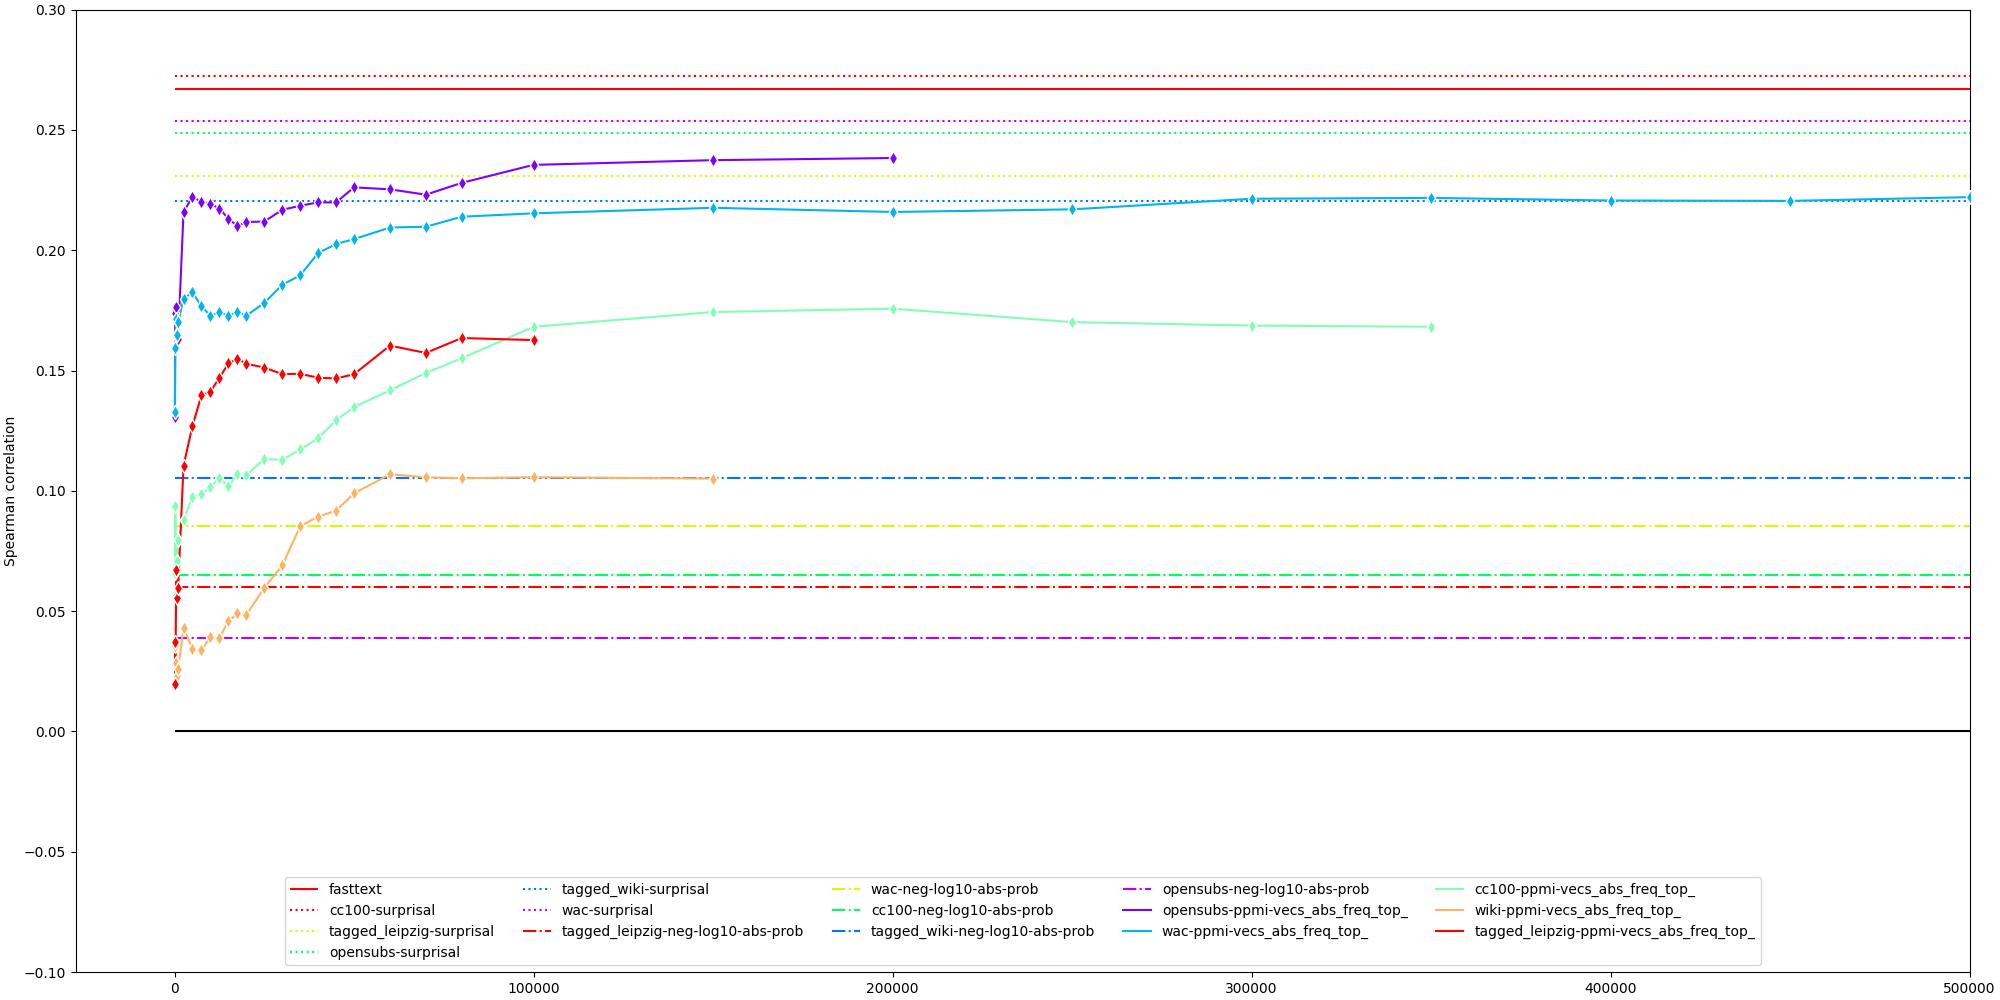 0.30
0.25
0.20
0.15
0.10
0.05
0.00
−0.05
−0.10
Spearman correlation
fasttext
cc100-surprisal
tagged_leipzig-surprisal
opensubs-surprisal
tagged_wiki-surprisal
wac-surprisal
tagged_leipzig-neg-log10-abs-prob
wac-neg-log10-abs-prob
cc100-neg-log10-abs-prob
tagged_wiki-neg-log10-abs-prob
opensubs-neg-log10-abs-prob
opensubs-ppmi-vecs_abs_freq_top_
wac-ppmi-vecs_abs_freq_top_
cc100-ppmi-vecs_abs_freq_top_
wiki-ppmi-vecs_abs_freq_top_
tagged_leipzig-ppmi-vecs_abs_freq_top_
0 100000 200000 300000 400000 500000